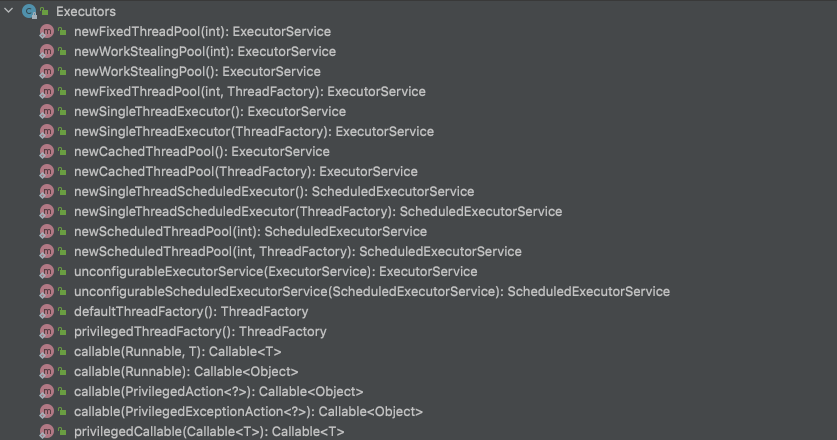 Executors
newFixedThreadPool(int): ExecutorService
newWorkStealingPool(int): ExecutorService
newWorkStealingPool(): ExecutorService
newFixedThreadPool(int, ThreadFactory): ExecutorService
newSingleThreadExecutor(): ExecutorService
newSingleThreadExecutor(ThreadFactory): ExecutorService
newCachedThreadPool(): ExecutorService
newCachedThreadPool(ThreadFactory): ExecutorService
newSingleThreadScheduledExecutor(): ScheduledExecutorService
newSingleThreadScheduledExecutor(ThreadFactory): ScheduledExecutorService
newScheduledThreadPool(int): ScheduledExecutorService
newScheduledThreadPool(int, ThreadFactory): ScheduledExecutorService
unconfigurableExecutorService(ExecutorService): ExecutorService
unconfigurableScheduledExecutorService(ScheduledExecutorService): ScheduledExecutorService
defaultThreadFactory(): ThreadFactory
privilegedThreadFactory(): ThreadFactory
callable(Runnable, T): Callable<T>
callable(Runnable): Callable<Object>
callable(PrivilegedAction<?>): Callable<Object>
callable(PrivilegedExceptionAction<?>): Callable<Object>
privilegedCallable(Callable<T>): Callable<T>